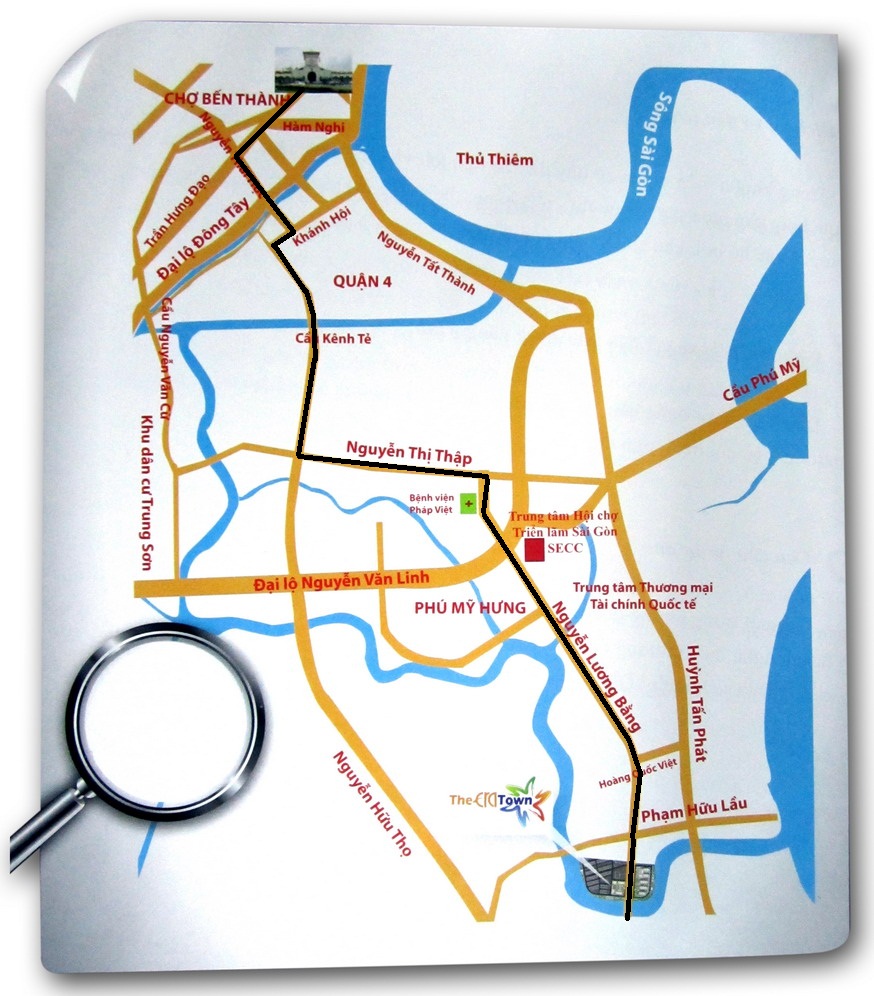 CHỢ BẾN THÀNH
Hàm Nghi
Nguyễn
Thủ Thiêm
Sông Sài Gòn
Trần Hưng Đạo
Đại lộ Đông Tây
Khánh Hội
Nguyễn Tất Thành
QUẬN 4
Cầu Kênh Tẻ
Cầu Nguyễn Văn Cừ
Cầu Phú Mỹ
Khu dân cư Trung Sơn
Nguyễn Thị Thập
Bệnh viện
Pháp Việt
Trung tâm Hội chợ
Triển lãm Sài Gòn
SECC
Đại lộ Nguyễn Văn Linh
PHÚ MỸ HƯNG
Trung tâm Thương mại
Tài chính Quốc tế
Nguyễn Lương Bằng
Huỳnh Tấn Phát
Hoàng Quốc Việt
Nguyễn Hữu Thọ
The Town
Phạm Hữu Lầu